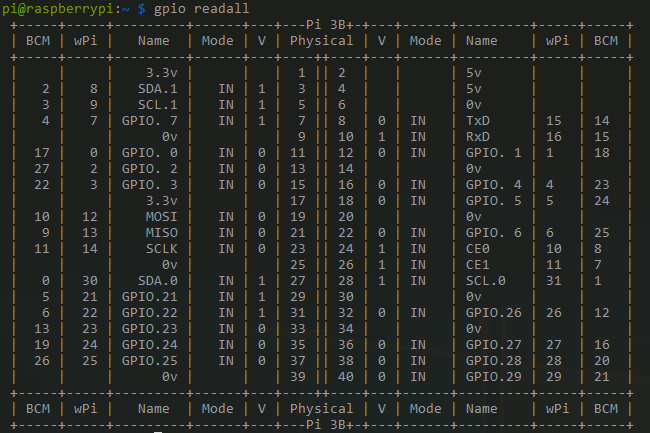 pi@raspberrypi:~ $ gpio readall
+-----+-----+---------+------+---+---Pi 3B+-+---+------+---------+-----+-----+
| BCM | wPi |   Name  | Mode | V | Physical | V | Mode | Name    | wPi | BCM |
+-----+-----+---------+------+---+----++----+---+------+---------+-----+-----+
|     |     |    3.3v |      |   |  1 || 2  |   |      | 5v      |     |     |
|   2 |   8 |   SDA.1 |   IN | 1 |  3 || 4  |   |      | 5v      |     |     |
|   3 |   9 |   SCL.1 |   IN | 1 |  5 || 6  |   |      | 0v      |     |     |
|   4 |   7 | GPIO. 7 |   IN | 1 |  7 || 8  | 0 | IN   | TxD     | 15  | 14  |
|     |     |      0v |      |   |  9 || 10 | 1 | IN   | RxD     | 16  | 15  |
|  17 |   0 | GPIO. 0 |   IN | 0 | 11 || 12 | 0 | IN   | GPIO. 1 | 1   | 18  |
|  27 |   2 | GPIO. 2 |   IN | 0 | 13 || 14 |   |      | 0v      |     |     |
|  22 |   3 | GPIO. 3 |   IN | 0 | 15 || 16 | 0 | IN   | GPIO. 4 | 4   | 23  |
|     |     |    3.3v |      |   | 17 || 18 | 0 | IN   | GPIO. 5 | 5   | 24  |
|  10 |  12 |    MOSI |   IN | 0 | 19 || 20 |   |      | 0v      |     |     |
|   9 |  13 |    MISO |   IN | 0 | 21 || 22 | 0 | IN   | GPIO. 6 | 6   | 25  |
|  11 |  14 |    SCLK |   IN | 0 | 23 || 24 | 1 | IN   | CE0     | 10  | 8   |
|     |     |      0v |      |   | 25 || 26 | 1 | IN   | CE1     | 11  | 7   |
|   0 |  30 |   SDA.0 |   IN | 1 | 27 || 28 | 1 | IN   | SCL.0   | 31  | 1   |
|   5 |  21 | GPIO.21 |   IN | 1 | 29 || 30 |   |      | 0v      |     |     |
|   6 |  22 | GPIO.22 |   IN | 1 | 31 || 32 | 0 | IN   | GPIO.26 | 26  | 12  |
|  13 |  23 | GPIO.23 |   IN | 0 | 33 || 34 |   |      | 0v      |     |     |
|  19 |  24 | GPIO.24 |   IN | 0 | 35 || 36 | 0 | IN   | GPIO.27 | 27  | 16  |
|  26 |  25 | GPIO.25 |   IN | 0 | 37 || 38 | 0 | IN   | GPIO.28 | 28  | 20  |
|     |     |      0v |      |   | 39 || 40 | 0 | IN   | GPIO.29 | 29  | 21  |
+-----+-----+---------+------+---+----++----+---+------+---------+-----+-----+
| BCM | wPi |   Name  | Mode | V | Physical | V | Mode | Name    | wPi | BCM |
+-----+-----+---------+------+---+---Pi 3B+-+---+------+---------+-----+-----+